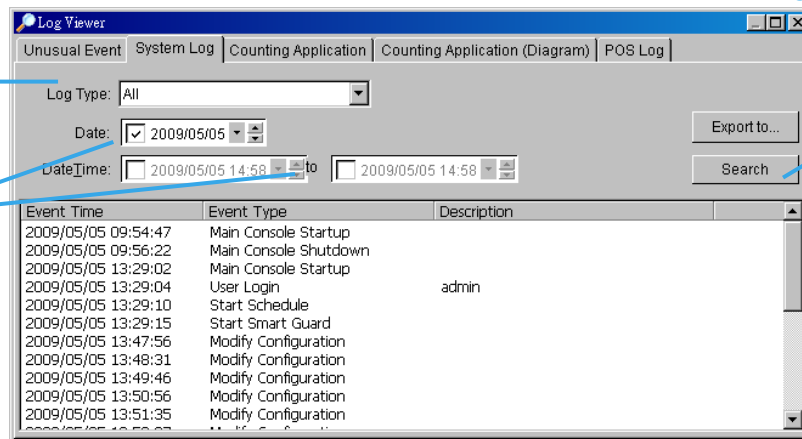 Log Viewer
Unusual Event System Log Counting Application Counting Application (Diagram) POS Log
Log Type: All
Date: 2009/05/05
Export to...
DateTime: 2009/05/05 14:58 to 2009/05/05 14:58
Search
Event Time Event Type Description
2009/05/05 09:54:47 Main Console Startup
2009/05/05 09:56:22 Main Console Shutdown
2009/05/05 13:29:02 Main Console Startup
2009/05/05 13:29:04 User Login admin
2009/05/05 13:29:10 Start Schedule
2009/05/05 13:29:15 Start Smart Guard
2009/05/05 13:47:56 Modify Configuration
2009/05/05 13:48:31 Modify Configuration
2009/05/05 13:49:46 Modify Configuration
2009/05/05 13:50:56 Modify Configuration
2009/05/05 13:51:35 Modify Configuration